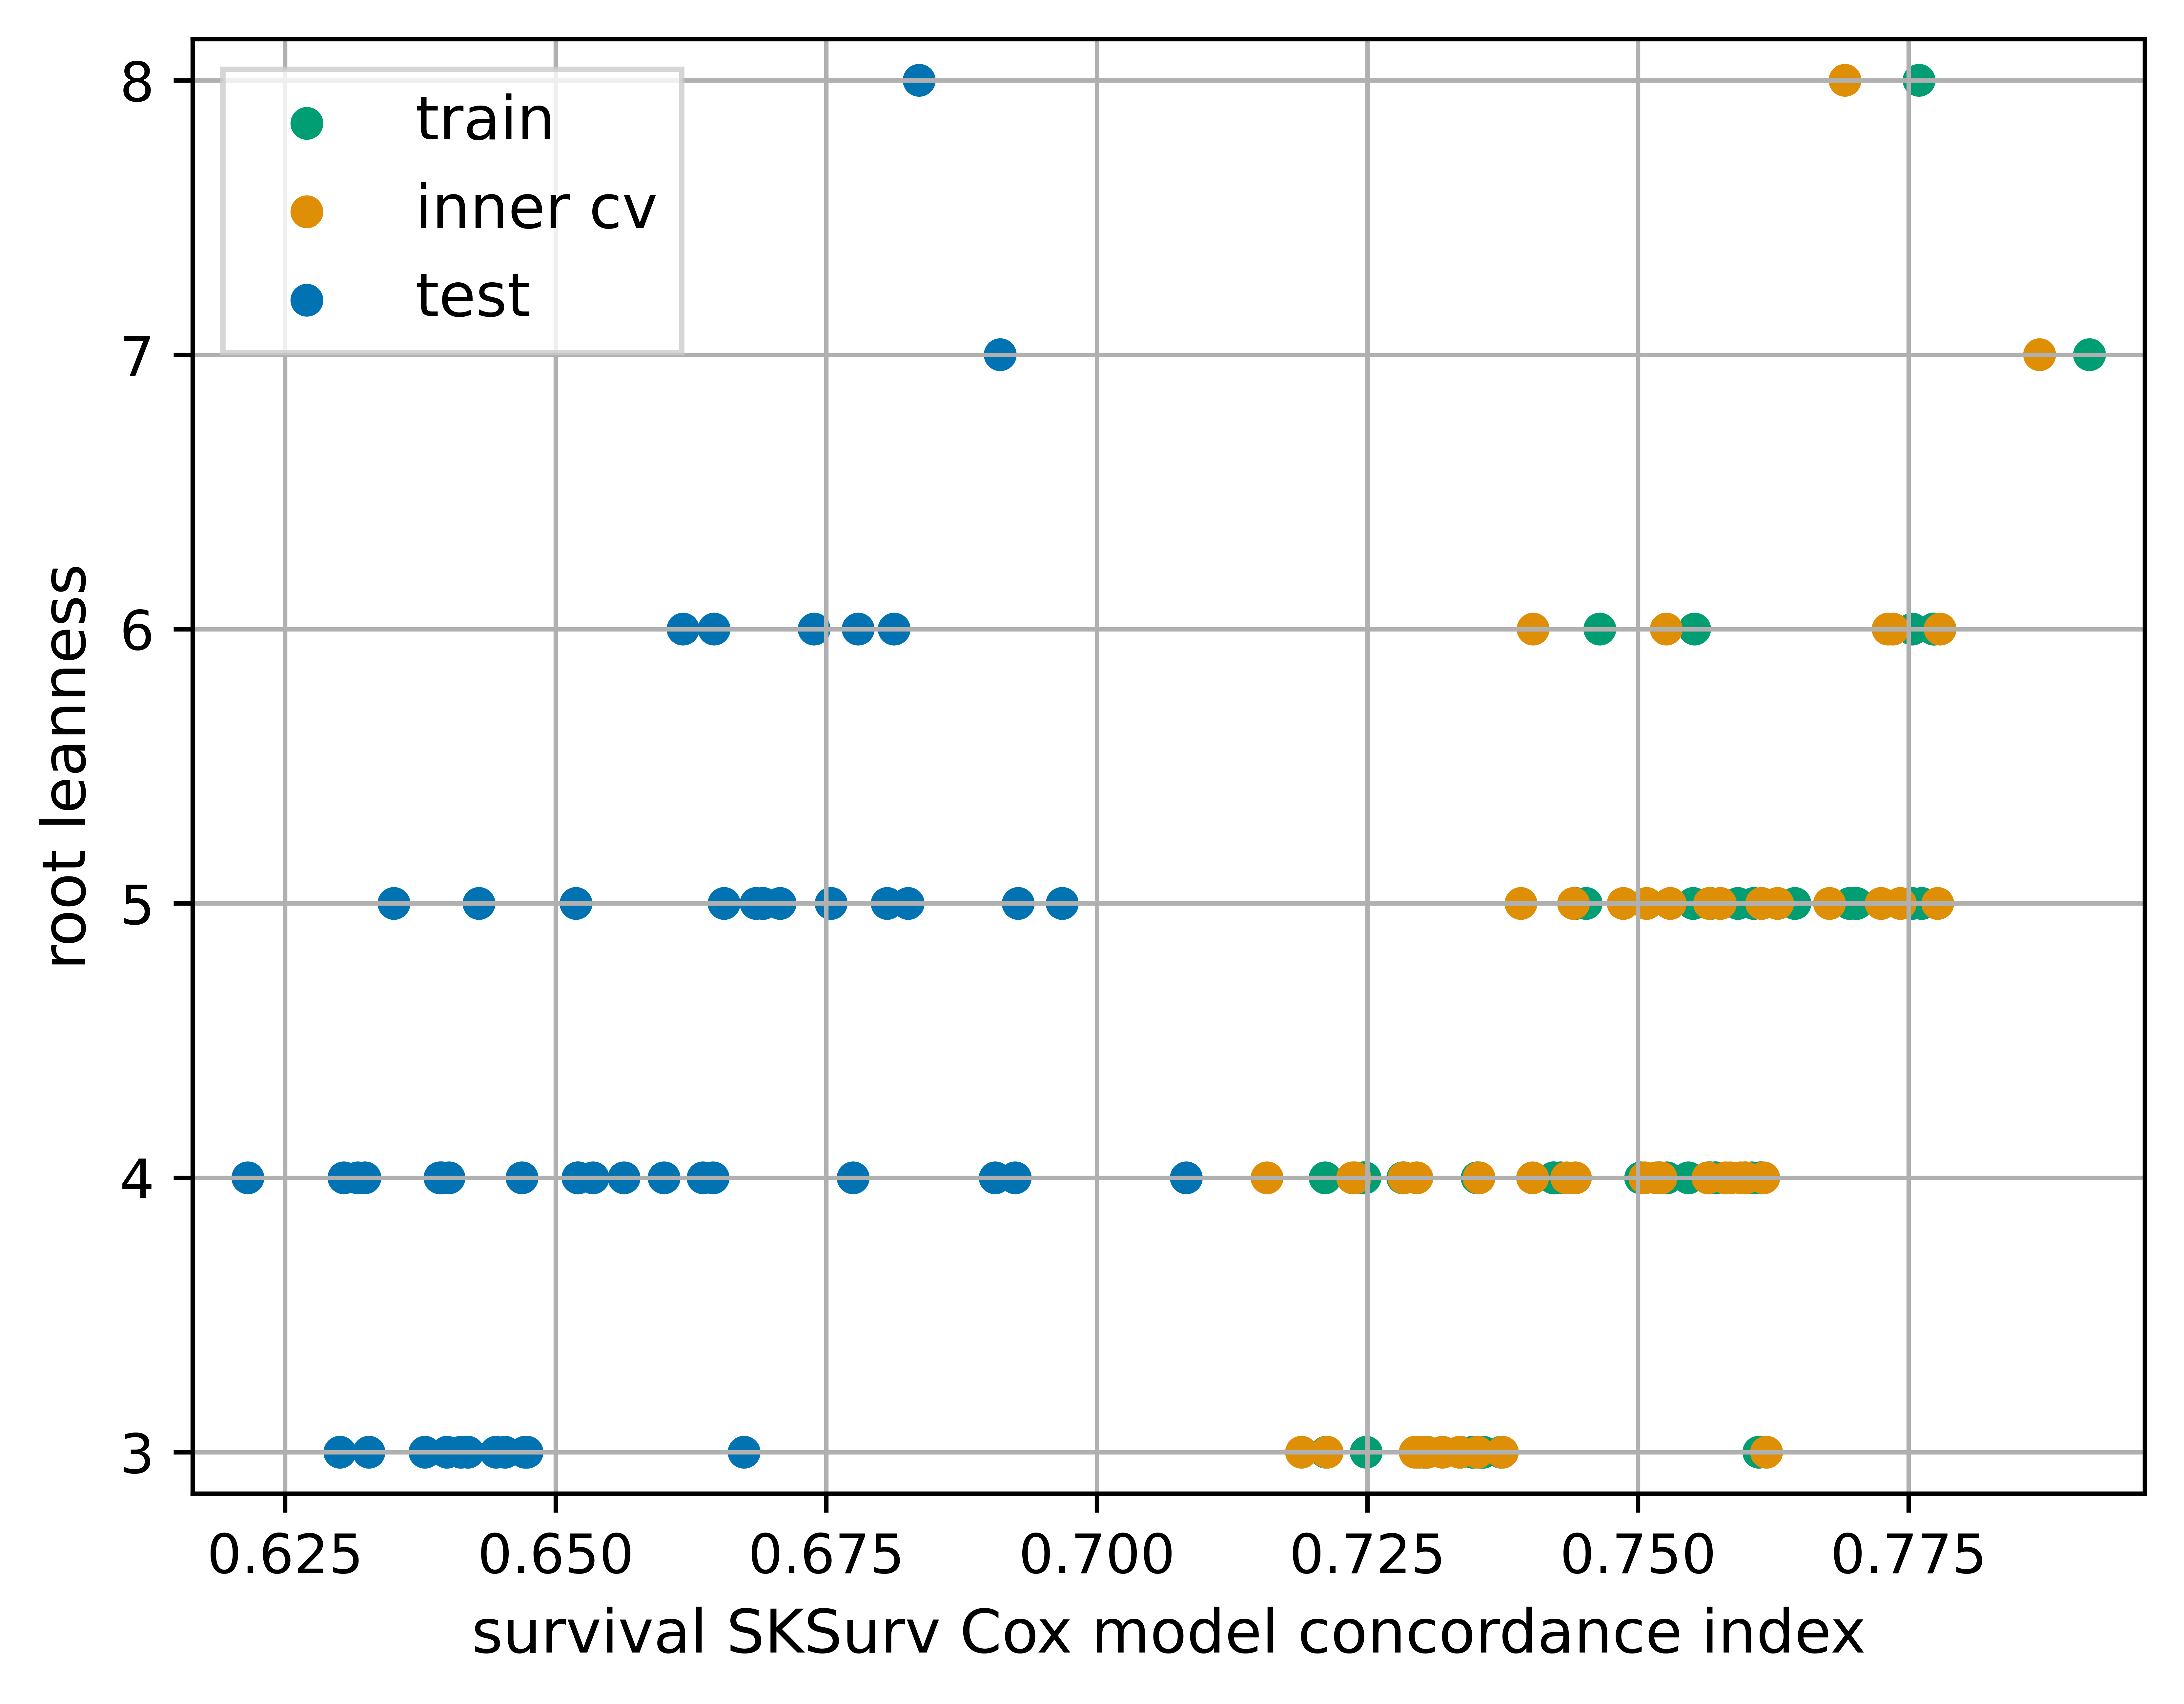 train
inner cv
test
8
7
6
5
4
3
root leanness
0.625 0.650 0.675 0.700 0.725 0.750 0.775
survival SKSurv Cox model concordance index